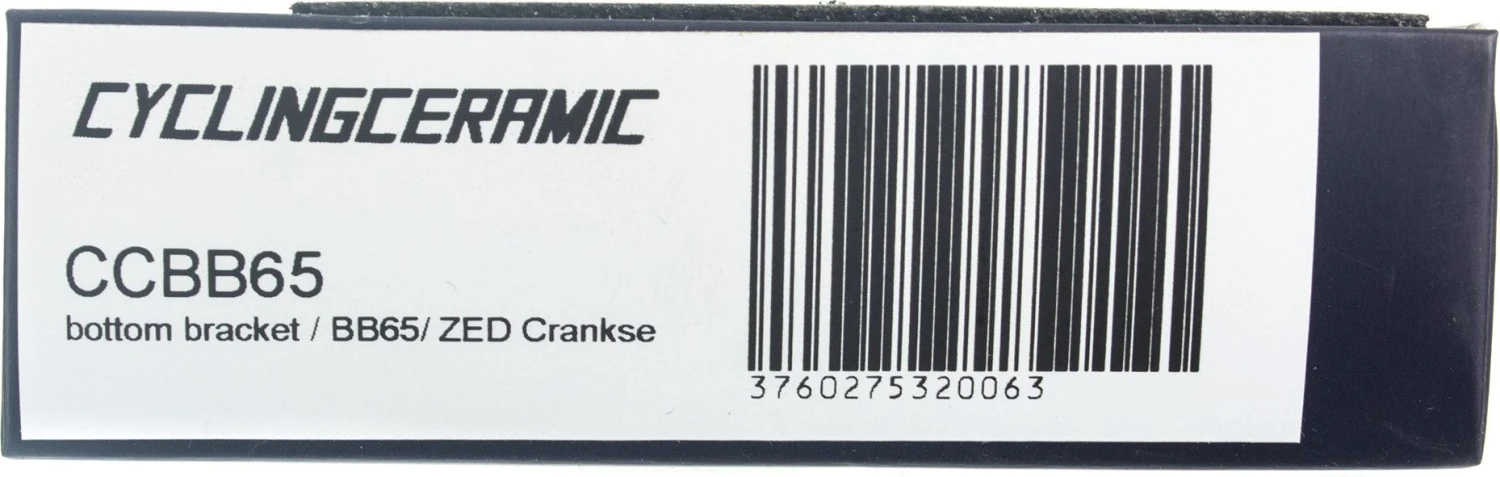 CYCLINGCERAMIC
CCBB65
bottom bracket / BB65/ ZED Crankse
3760275320063